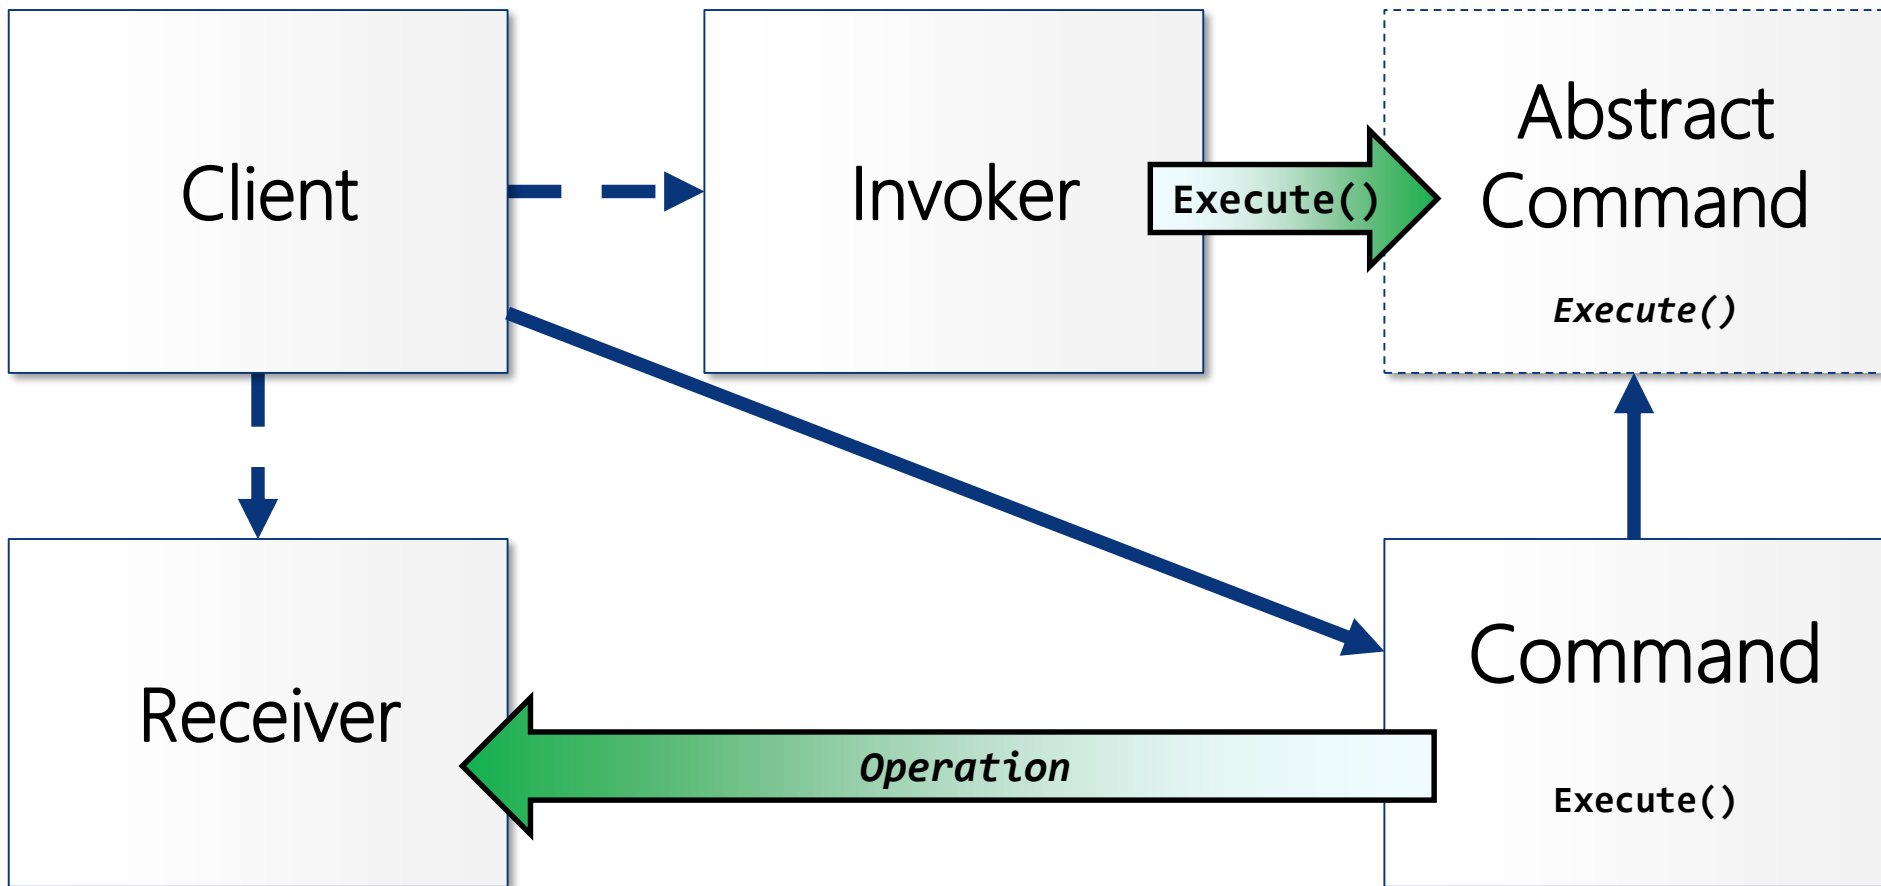 Client
Invoker
Execute()
Abstract
Command
Execute()
Receiver
Operation
Command
Execute()